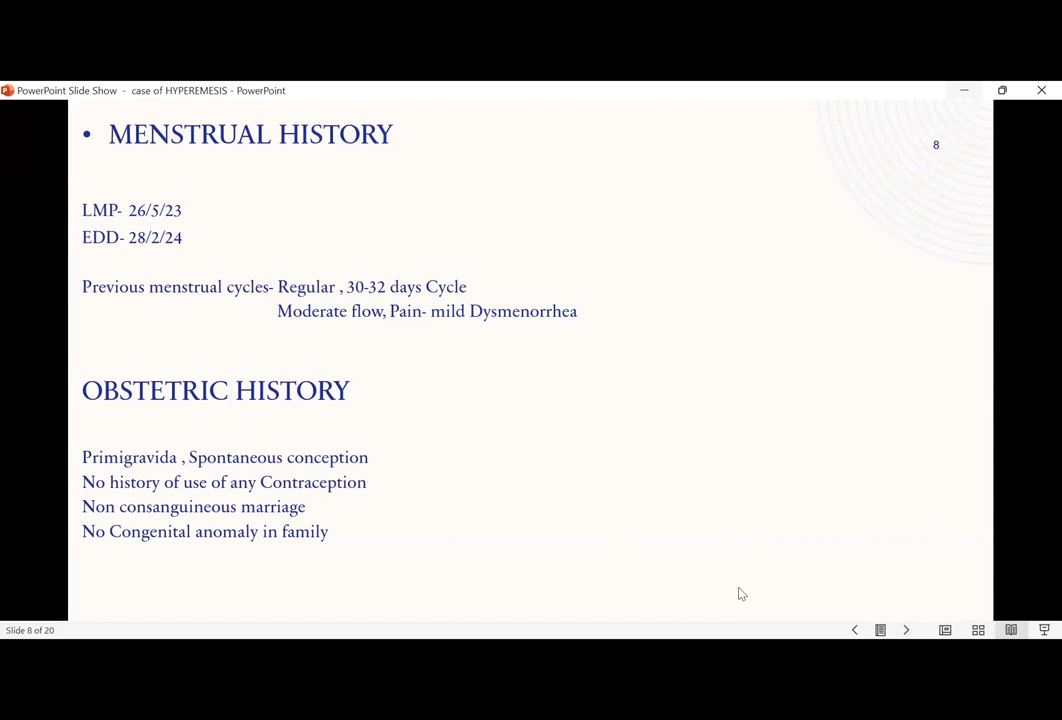 PowerPoint Slide Show - case of HYPEREMESIS - PowerPoint
• MENSTRUAL HISTORY
8
LMP- 26/5/23
EDD- 28/2/24
Previous menstrual cycles- Regular , 30-32 days Cycle
Moderate flow, Pain- mild Dysmenorrhea
OBSTETRIC HISTORY
Primigravida , Spontaneous conception
No history of use of any Contraception
Non consanguineous marriage
No Congenital anomaly in family
Slide 8 of 20